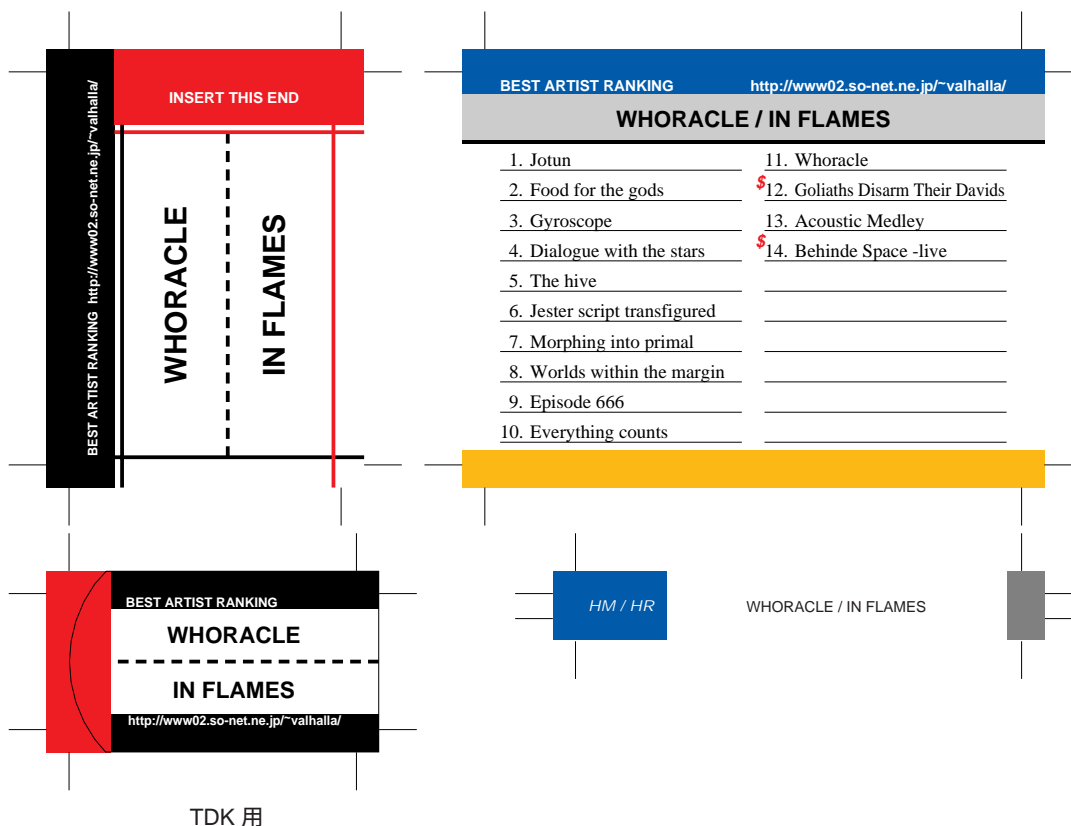 BEST ARTIST RANKING http://www02.so-net.ne.jp/~valhalla/
INSERT THIS END
WHORACLE
IN FLAMES
BEST ARTIST RANKING http://www02.so-net.ne.jp/~valhalla/
WHORACLE / IN FLAMES
1. Jotun
2. Food for the gods
3. Gyroscope
4. Dialogue with the stars
5. The hive
6. Jester script transfigured
7. Morphing into primal
8. Worlds within the margin
9. Episode 666
10. Everything counts
11. Whoracle
$12. Goliaths Disarm Their Davids
13. Acoustic Medley
$14. Behinde Space -live
BEST ARTIST RANKING
WHORACLE
IN FLAMES
http://www02.so-net.ne.jp/~valhalla/
TDK 用
HM / HR
WHORACLE / IN FLAMES